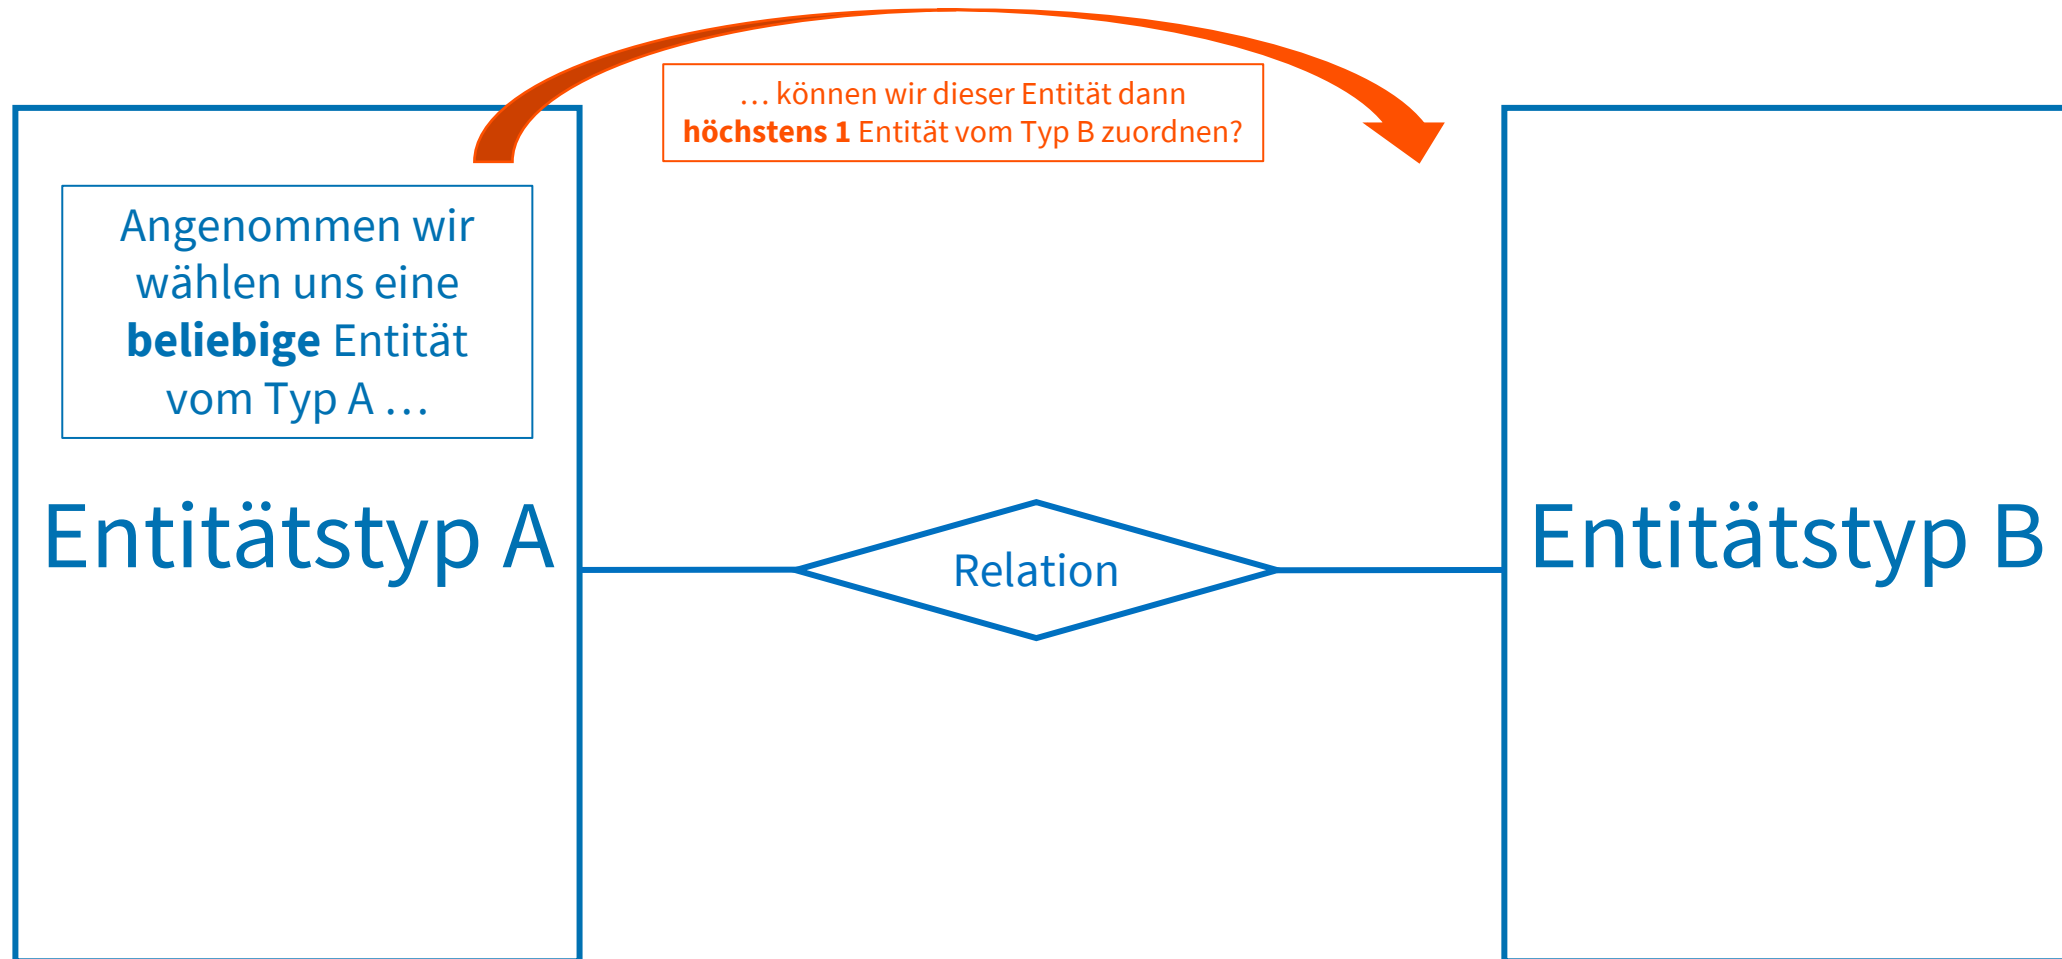 … können wir dieser Entität dann
höchstens 1 Entität vom Typ B zuordnen?
Angenommen wir
wählen uns eine
beliebige Entität
vom Typ A …
Entitätstyp A
Relation
Entitätstyp B